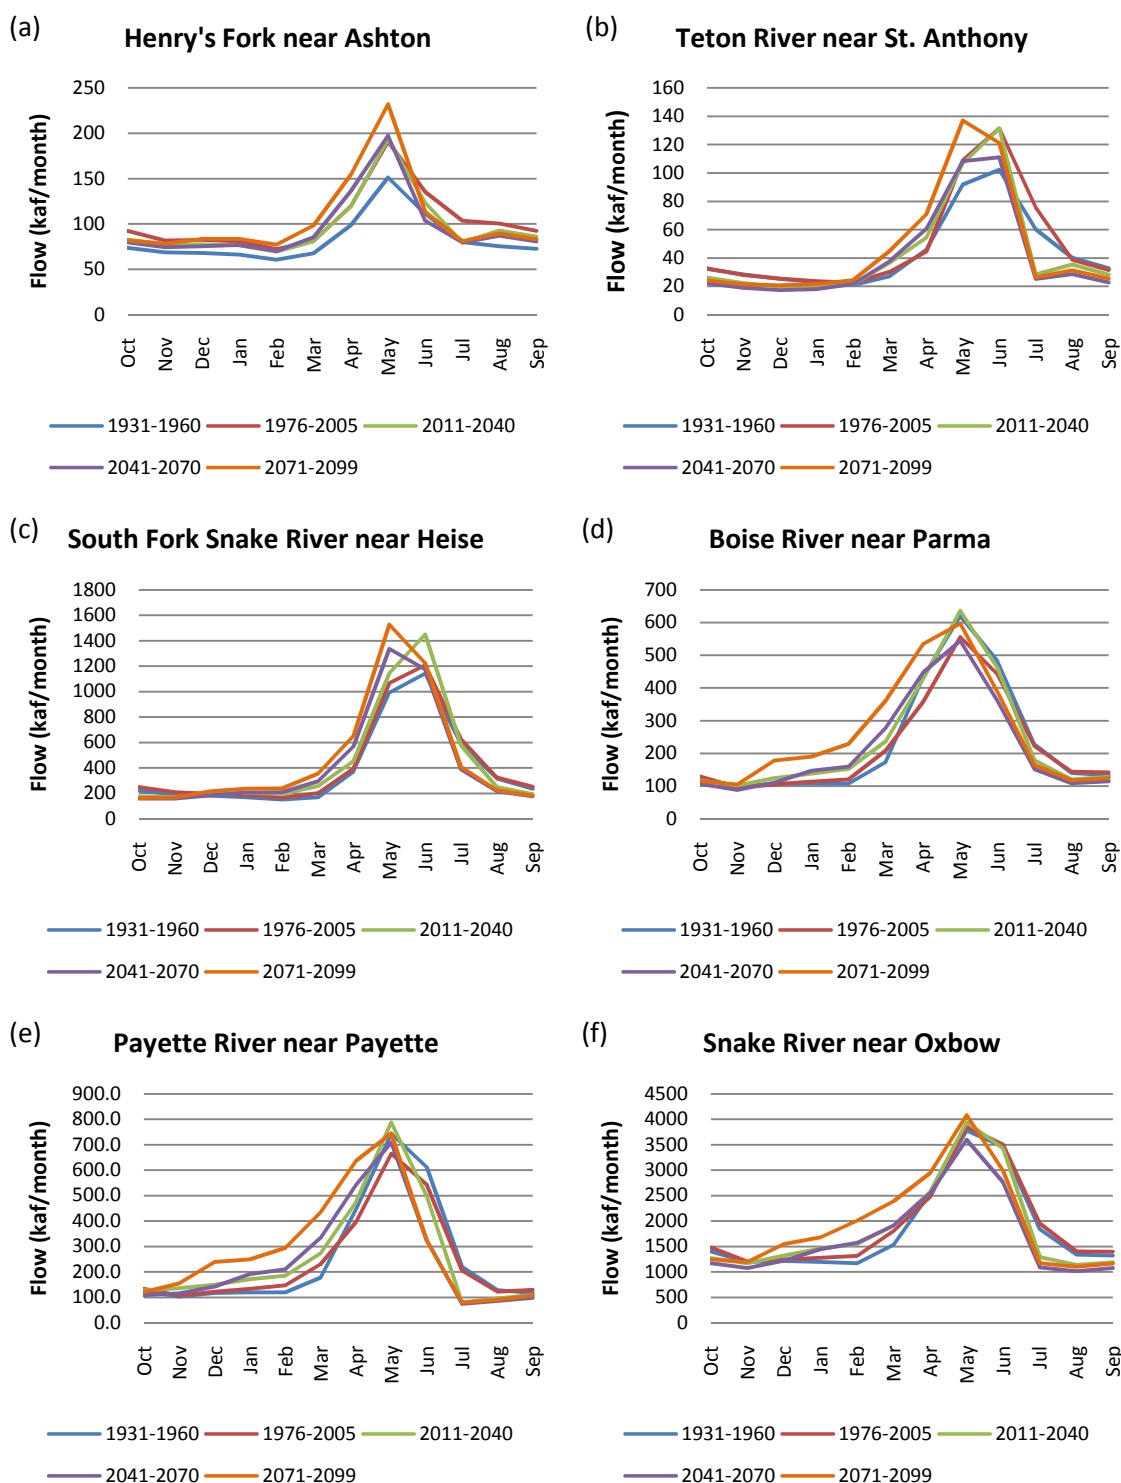 (a)
Henry's Fork near Ashton
Flow (kaf/month)
250
200
150
100
50
0
Oct Nov Dec Jan Feb Mar Apr May Jun Jul Aug Sep
1931-1960 1976-2005 2011-2040
2041-2070 2071-2099
(b)
Teton River near St. Anthony
Flow (kaf/month)
160
140
120
100
80
60
40
20
0
Oct Nov Dec Jan Feb Mar Apr May Jun Jul Aug Sep
1931-1960 1976-2005 2011-2040
2041-2070 2071-2099
(c)
South Fork Snake River near Heise
Flow (kaf/month)
1800
1600
1400
1200
1000
800
600
400
200
0
Oct Nov Dec Jan Feb Mar Apr May Jun Jul Aug Sep
1931-1960 1976-2005 2011-2040
2041-2070 2071-2099
(d)
Boise River near Parma
Flow (kaf/month)
700
600
500
400
300
200
100
0
Oct Nov Dec Jan Feb Mar Apr May Jun Jul Aug Sep
1931-1960 1976-2005 2011-2040
2041-2070 2071-2099
(e)
Payette River near Payette
Flow (kaf/month)
900.0
800.0
700.0
600.0
500.0
400.0
300.0
200.0
100.0
0.0
Oct Nov Dec Jan Feb Mar Apr May Jun Jul Aug Sep
1931-1960 1976-2005 2011-2040
2041-2070 2071-2099
(f)
Snake River near Oxbow
Flow (kaf/month)
4500
4000
3500
3000
2500
2000
1500
1000
500
0
Oct Nov Dec Jan Feb Mar Apr May Jun Jul Aug Sep
1931-1960 1976-2005 2011-2040
2041-2070 2071-2099